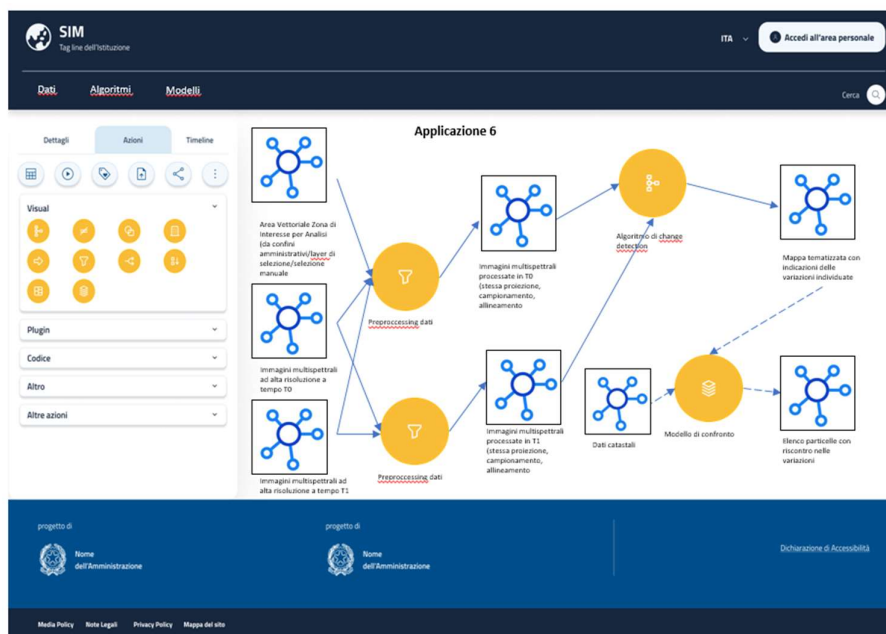 SIM
Tag line dell'Istituzione
ITA
Accedi all'area personale
Dati
Algoritmi
Modelli
Cerca
Dettagli
Azioni
Timeline
Visual
Plugin
Codice
Altro
Altre azioni
Applicazione 6
Area Vettoriale Zona di
Interesse per Analisi
(da confini
amministrativi/layer di
selezione/selezione
manuale
Immagini multispettrali
ad alta risoluzione a
tempo T0
Immagini multispettrali ad
alta risoluzione a tempo T1
Preproccessing dati
Preproccessing dati
Immagini multispettrali
processate in T0
(stessa proiezione,
campionamento,
allineamento
Immagini multispettrali
processate in T1
(stessa proiezione,
campionamento,
allineamento
Algoritmo di change
detection
Mappa tematizzata con
indicazioni delle
variazioni individuate
Dati catastali
Modello di confronto
Elenco particelle con
riscontro nelle
variazioni
progetto di
Nome
dell'Amministrazione
progetto di
Nome
dell'Amministrazione
Dichiarazione di Accessibilità
Media Policy
Note Legali
Privacy Policy
Mappa del sito